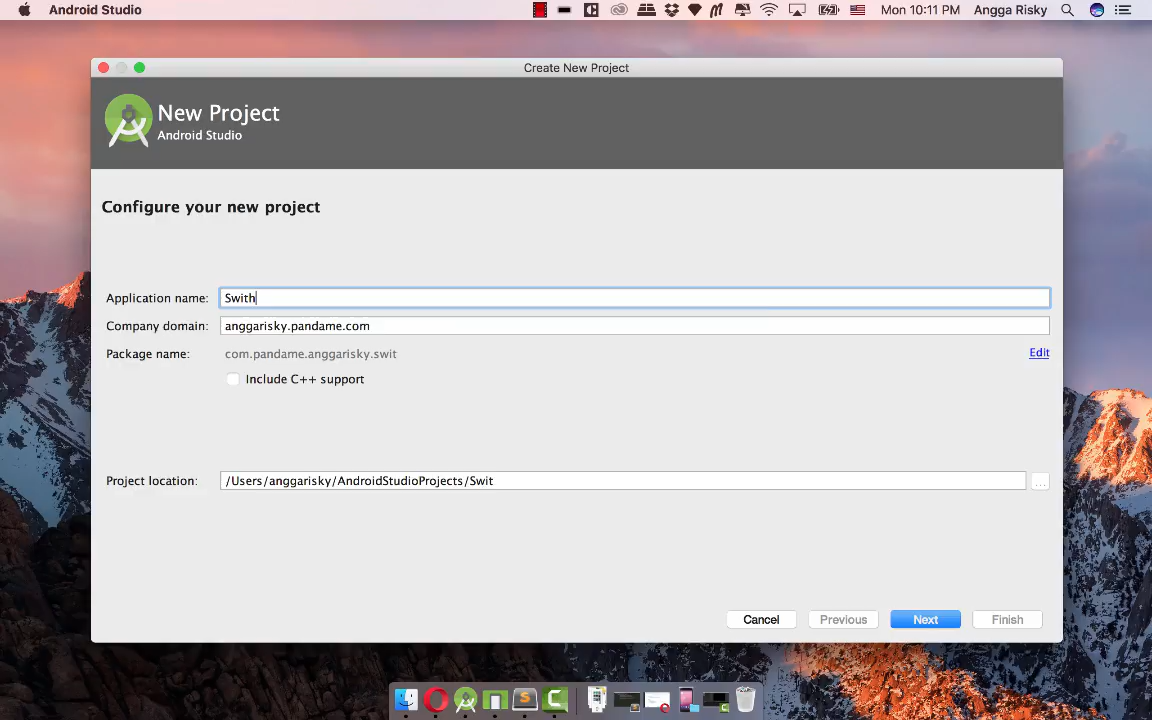 Android Studio
Mon 10:11 PM
Angga Risky
Create New Project
New Project
Android Studio
Configure your new project
Application name: Swith
Company domain: anggarisky.pandame.com
Package name: com.pandame.anggarisky.swit
Edit
Include C++ support
Project location: /Users/anggarisky/AndroidStudioProjects/Swit
...
Cancel
Previous
Next
Finish